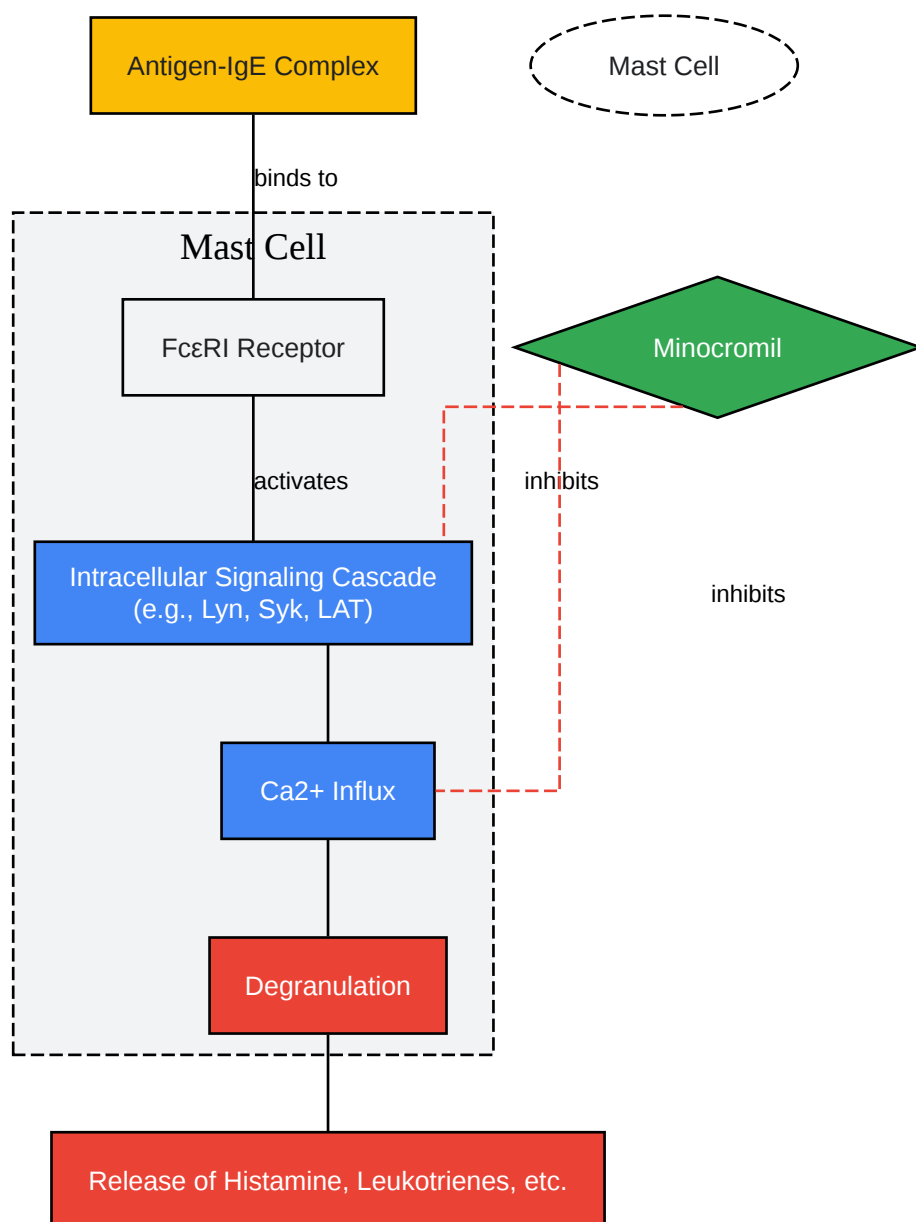 Antigen-IgE Complex
Mast Cell
binds to
Mast Cell
FcεRI Receptor
Minocromil
activates
inhibits
Intracellular Signaling Cascade
(e.g., Lyn, Syk, LAT)
inhibits
Ca2+ Influx
Degranulation
Release of Histamine, Leukotrienes, etc.